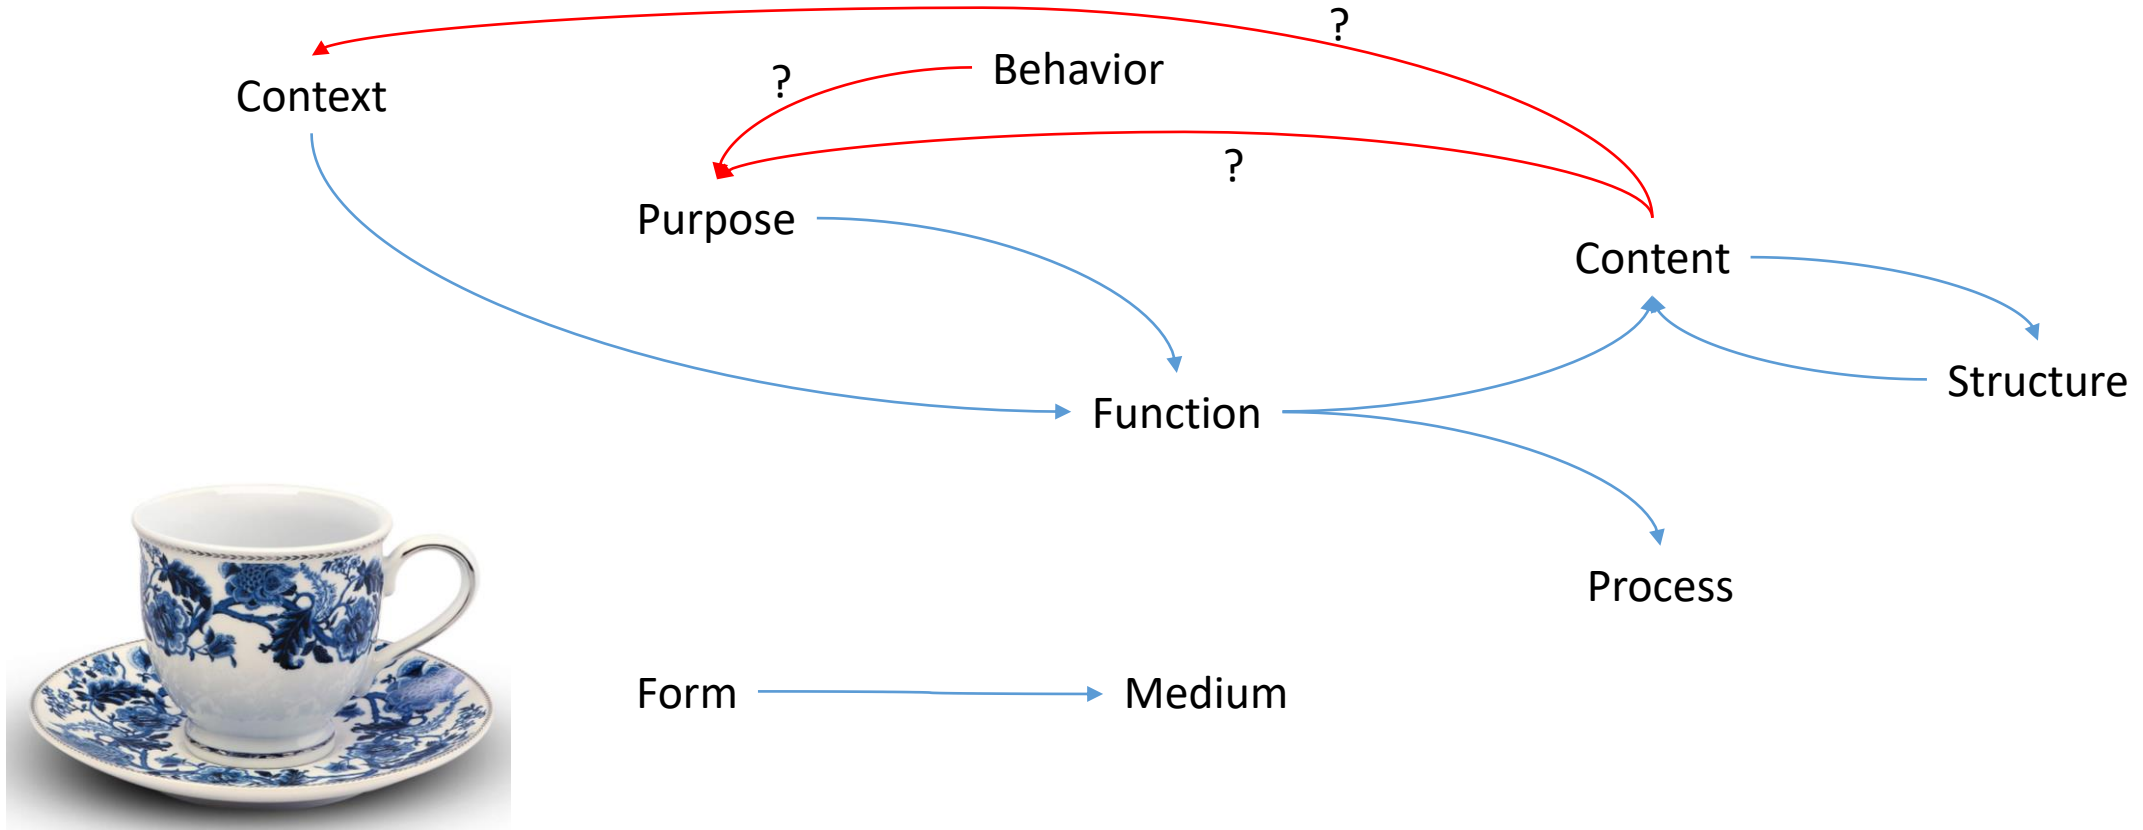 ?
Behavior
?
Context
?
Purpose
Content
Structure
Function
Process
Form
Medium